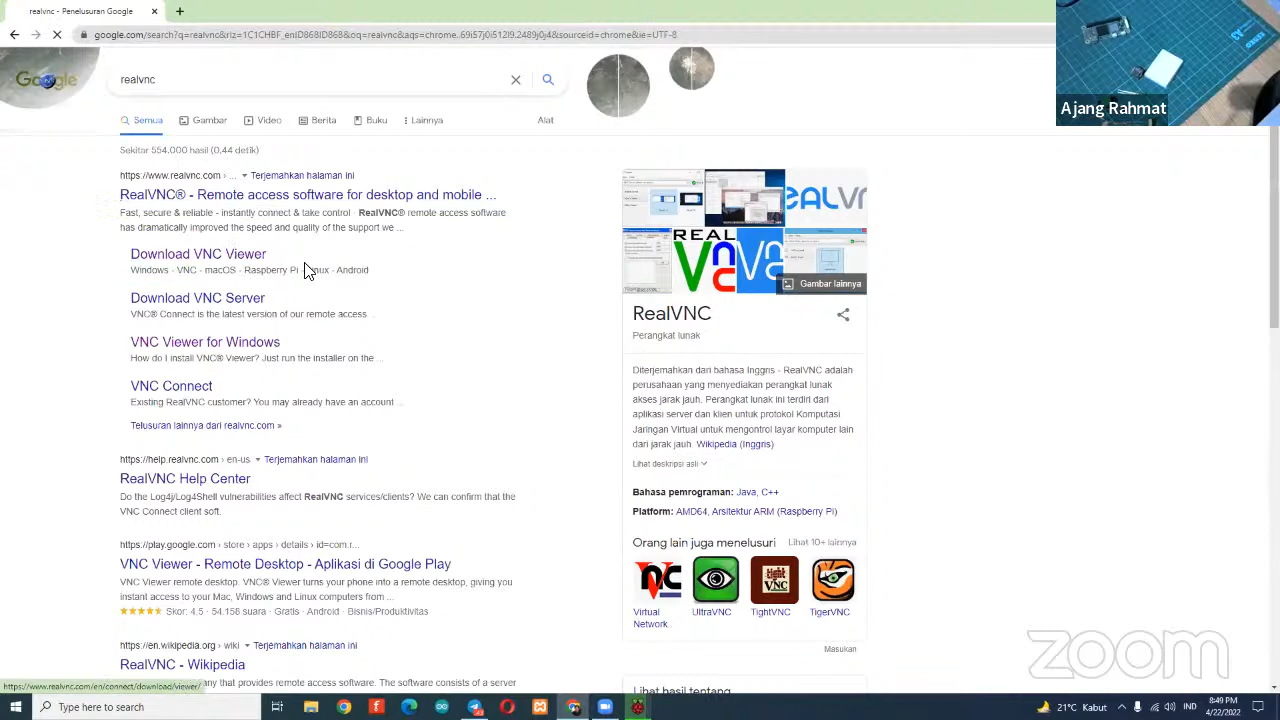 realvnc - Penelusuran Google
google.com/search?q=realvnc&rlz=1C1CHBF_enID868ID868&oq=realvnc&aqs=chrome..69i57j0i512l9.2489j0j4&sourceid=chrome&ie=UTF-8
Google
realvnc
Semua
Gambar
Video
Berita
Buku
Lainnya
Alat
Sekitar 554.000 hasil (0,44 detik)
https://www.realvnc.com › ... Terjemahkan halaman ini
RealVNC® - Remote access software for desktop and mobile ...
Fast, secure & reliable - make, connect & take control RealVNC® access software
has dramatically improved the
Download VNC Viewer
Windows - VNC - macOS - Raspberry Pi - Linux - Android
Download VNC Server
VNC® Connect is the latest version of our remote access ...
VNC Viewer for Windows
How do I install VNC® Viewer? Just run the installer on the ...
VNC Connect
Existing RealVNC customer? You may already have an account ...
Telusuran lainnya dari realvnc.com »
https://help.realvnc.com › en-us Terjemahkan halaman ini
RealVNC Help Center
Do the Log4j/Log4Shell vulnerabilities affect RealVNC services/clients? We can confirm that the
VNC Connect client soft.
https://play.google.com › store › apps › details › id=com.r...
VNC Viewer - Remote Desktop - Aplikasi di Google Play
VNC Viewer remote desktop. VNC® Viewer turns your phone into a remote desktop, giving you
instant access to your Mac, Windows and Linux computers from ...
Skor: 4,5 · 54.158 suara · Gratis · Android · Bisnis/Produktivitas
https://en.wikipedia.org › wiki Terjemahkan halaman ini
RealVNC - Wikipedia
any that provides remote access software. The software consists of a server
https://www.realvnc.com/en/connect/download/viewer/
REAL
VNC
Gambar lainnya
RealVNC
Perangkat lunak
Diterjemahkan dari bahasa Inggris - RealVNC adalah
perusahaan yang menyediakan perangkat lunak
akses jarak jauh. Perangkat lunak ini terdiri dari
aplikasi server dan klien untuk protokol Komputasi
Jaringan Virtual untuk mengontrol layar komputer lain
dari jarak jauh. Wikipedia (Inggris)
Lihat deskripsi asli
Bahasa pemrograman: Java, C++
Platform: AMD64, Arsitektur ARM (Raspberry Pi)
Orang lain juga menelusuri
Lihat 10+ lainnya
Virtual Network..
UltraVNC
TightVNC
TigerVNC
Masukan
Lihat hasil tentang
Ajang Rahmat
zoom
Type here to search
21°C Kabut
IND
8:49 PM
4/22/2022